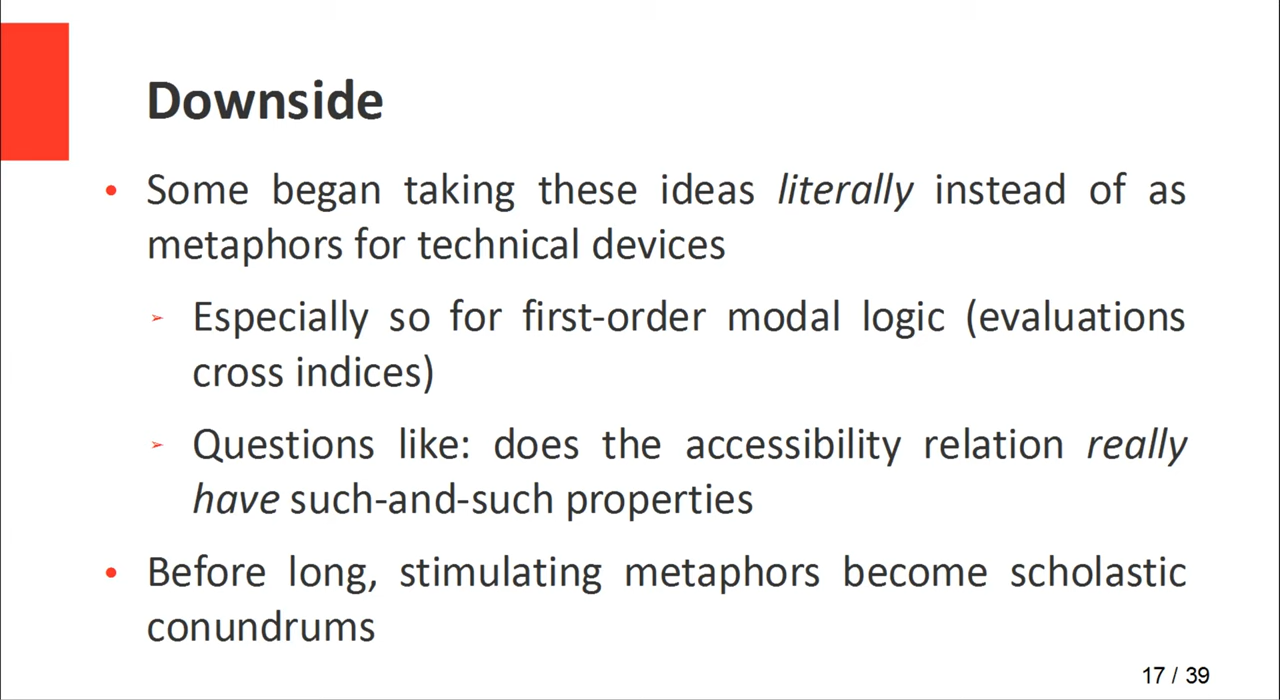 Downside
• Some began taking these ideas literally instead of as
metaphors for technical devices
➢ Especially so for first-order modal logic (evaluations
cross indices)
➢ Questions like: does the accessibility relation really
have such-and-such properties
• Before long, stimulating metaphors become scholastic
conundrums
17 / 39